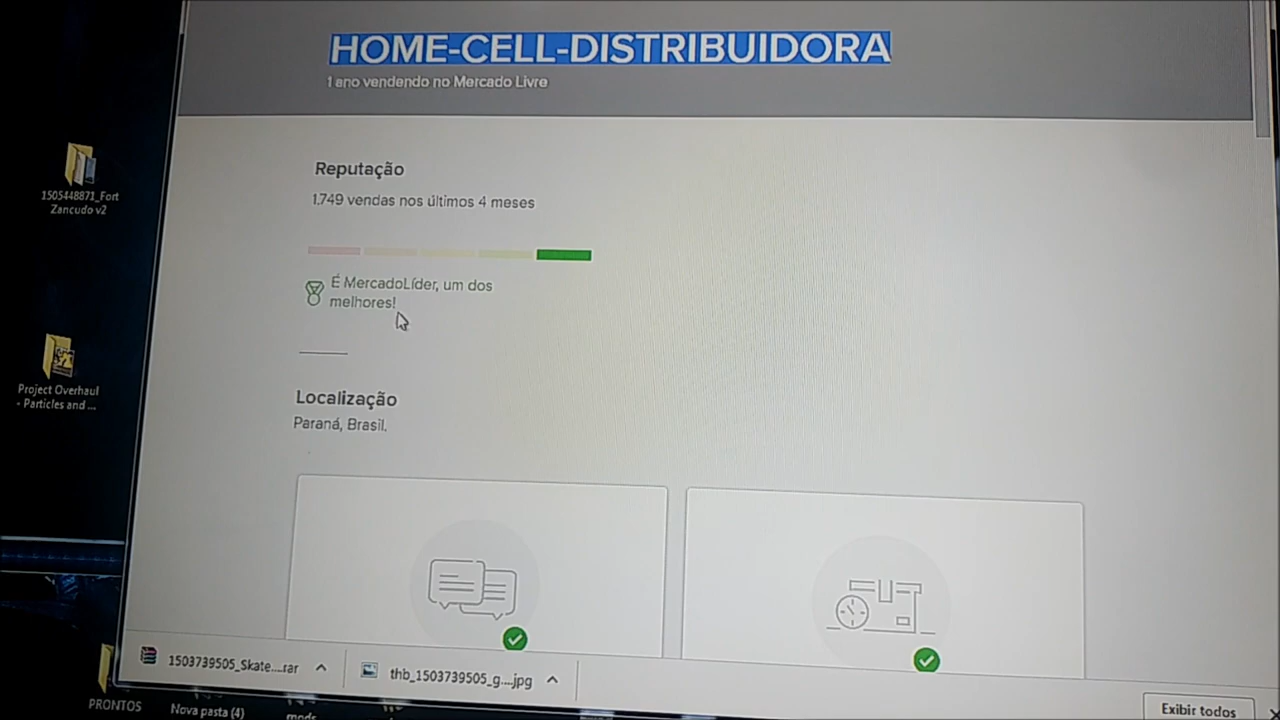 HOME-CELL-DISTRIBUIDORA
1 ano vendendo no Mercado Livre
Reputação
1.749 vendas nos últimos 4 meses
É MercadoLíder, um dos
melhores!
Localização
Paraná, Brasil.
1505448871_Fort
Zancudo v2
Project Overhaul
- Particles and ...
1503739505_Skate....rar
thb_1503739505_g....jpg
Exibir todos
PRONTOS
Nova pasta (4)
mods